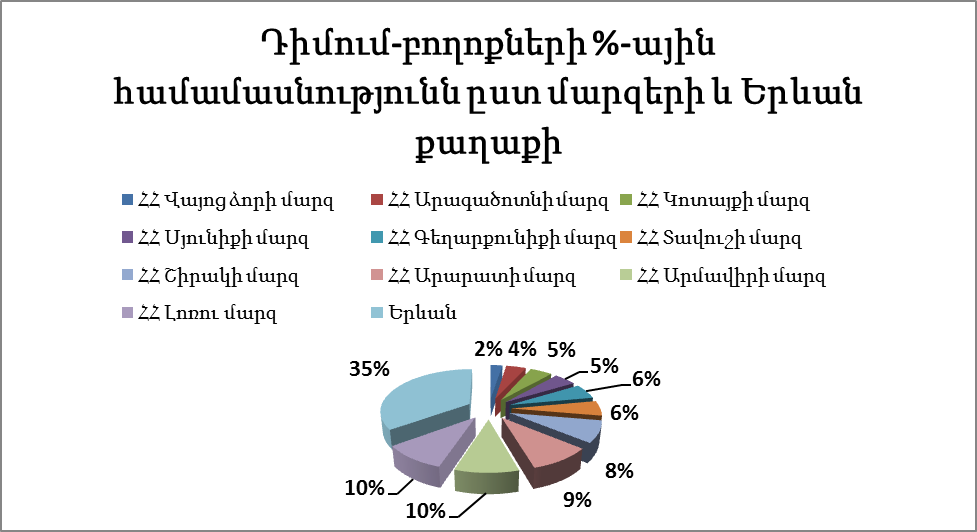 Դիմում-բողոքների %-ային
համամասնությունն ըստ մարզերի և Երևան
քաղաքի
ՀՀ Վայոց ձորի մարզ ՀՀ Արագածոտնի մարզ ՀՀ Կոտայքի մարզ
ՀՀ Սյունիքի մարզ ՀՀ Գեղարքունիքի մարզ ՀՀ Տավուշի մարզ
ՀՀ Շիրակի մարզ ՀՀ Արարատի մարզ ՀՀ Արմավիրի մարզ
ՀՀ Լոռու մարզ Երևան
2% 4% 5%
35% 5%
6%
6%
8%
10% 9%
10%